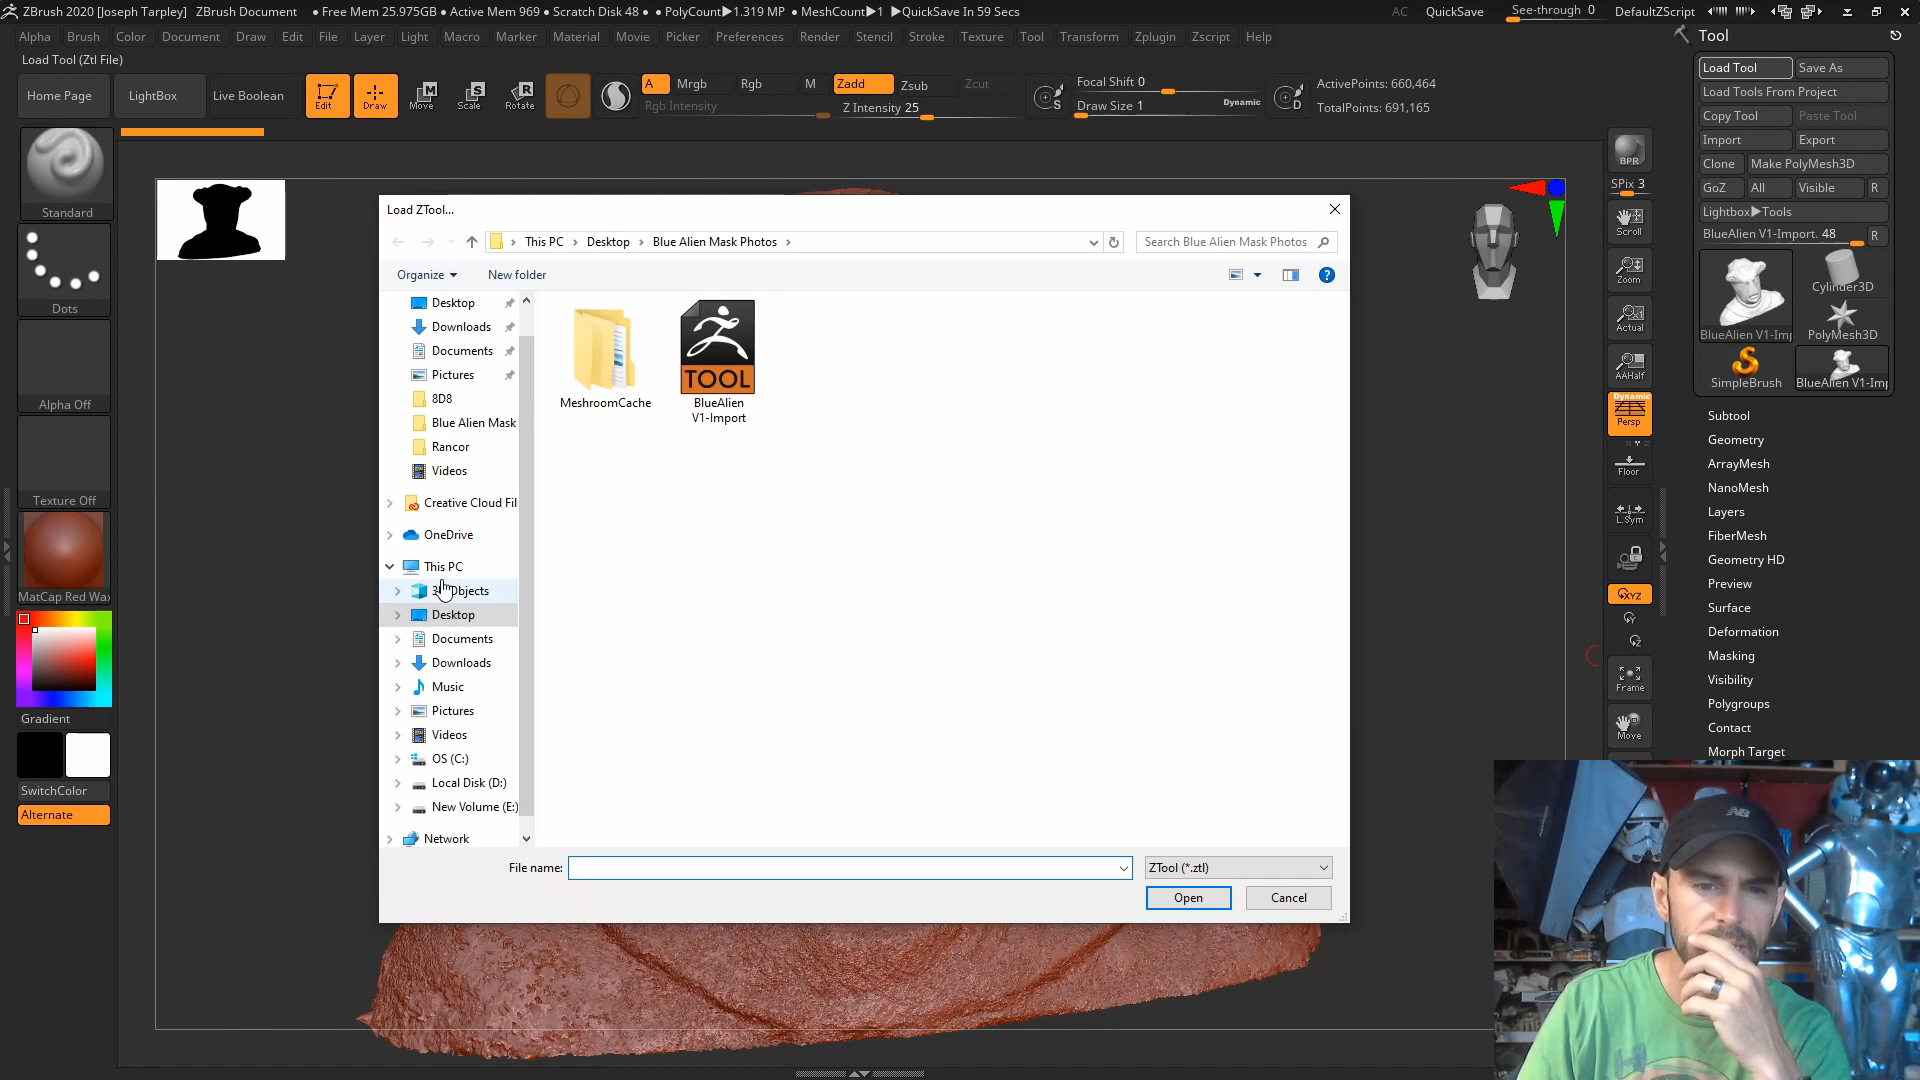 ZBrush 2020 [Joseph Tarpley] ZBrush Document • Free Mem 25.975GB • Active Mem 969 • Scratch Disk 48 • • PolyCount▶1.319 MP • MeshCount▶1 ▶QuickSave In 59 Secs AC QuickSave See-through 0 DefaultZScript
Alpha Brush Color Document Draw Edit File Layer Light Macro Marker Material Movie Picker Preferences Render Stencil Stroke Texture Tool Transform Zplugin Zscript Help
Load Tool (Ztl File)
Home Page LightBox Live Boolean Edit Draw Move Scale Rotate
A Mrgb Rgb M Zadd Zsub Zcut
Rgb Intensity Z Intensity 25
S Focal Shift 0
Draw Size 1 Dynamic D
ActivePoints: 660,464
TotalPoints: 691,165
Standard
Dots
Alpha Off
Texture Off
MatCap Red Wax
Gradient
SwitchColor
Alternate
Load ZTool...
This PC › Desktop › Blue Alien Mask Photos ›
Search Blue Alien Mask Photos
Organize New folder
Desktop
Downloads
Documents
Pictures
8D8
Blue Alien Mask
Rancor
Videos
Creative Cloud Fil
OneDrive
This PC
Objects
Desktop
Documents
Downloads
Music
Pictures
Videos
OS (C:)
Local Disk (D:)
New Volume (E:)
Network
MeshroomCache
TOOL
BlueAlien
V1-Import
File name:
ZTool (*.ztl)
Open Cancel
BPR
SPix 3
Scroll
Zoom
Actual
AAHalf
Dynamic
Persp
Floor
L.Sym
XYZ
Y
Z
Frame
Move
Tool
Load Tool Save As
Load Tools From Project
Copy Tool Paste Tool
Import Export
Clone Make PolyMesh3D
GoZ All Visible R
Lightbox▶Tools
BlueAlien V1-Import. 48 R
BlueAlien V1-Imp
Cylinder3D
PolyMesh3D
SimpleBrush
BlueAlien V1-Imp
Subtool
Geometry
ArrayMesh
NanoMesh
Layers
FiberMesh
Geometry HD
Preview
Surface
Deformation
Masking
Visibility
Polygroups
Contact
Morph Target